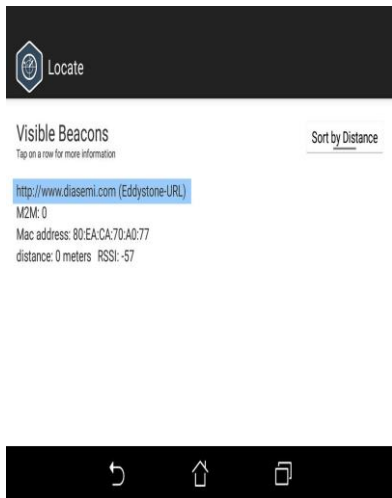 Locate
Visible Beacons
Sort by Distance
Tap on a row for more information
http://www.diasemi.com (Eddystone-URL)
M2M: 0
Mac address: 80:EA:CA:70:A0:77
distance: 0 meters RSSI: -57